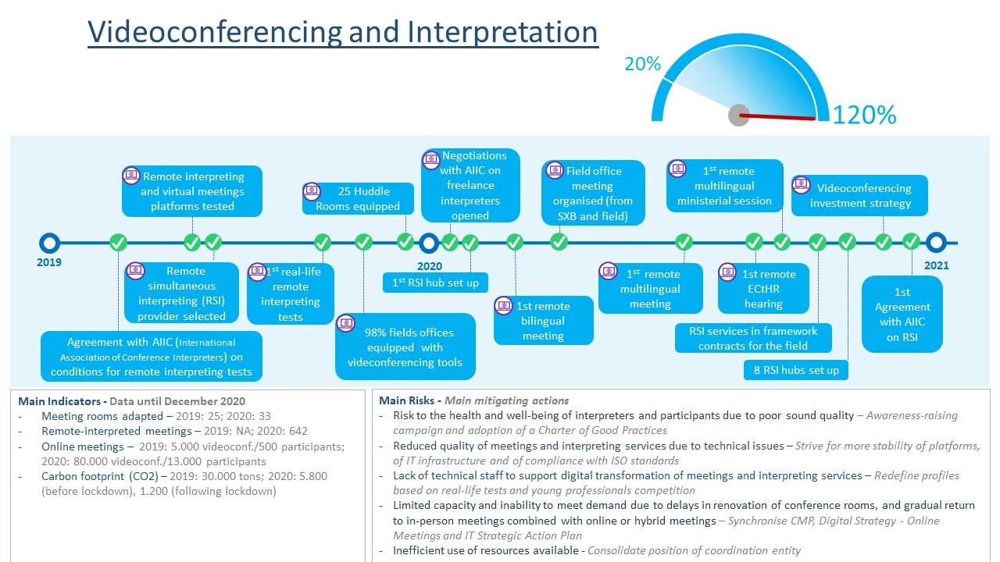 Videoconferencing and Interpretation
20%
120%
Remote interpreting
and virtual meetings
platforms tested
25 Huddle
Rooms equipped
Negotiations
with AIIC on
freelance
interpreters
opened
Field office
meeting
organised (from
SXB and field)
1st remote
multilingual
ministerial session
Videoconferencing
investment strategy
2019
2020
2021
Remote
simultaneous
interpreting (RSI)
provider selected
1st real-life
remote
interpreting
tests
1st RSI hub set up
1st remote
bilingual
meeting
1st remote
multilingual
meeting
1st remote
ECtHR
hearing
1st
Agreement
with AIIC
on RSI
Agreement with AIIC (International
Association of Conference Interpreters) on
conditions for remote interpreting tests
98% fields offices
equipped with
videconferencing tools
RSI services in framework
contracts for the field
8 RSI hubs set up
Main Indicators - Data until December 2020
- Meeting rooms adapted – 2019: 25; 2020: 33
- Remote-interpreted meetings – 2019: NA; 2020: 642
- Online meetings – 2019: 5.000 videoconf./500 participants;
2020: 80.000 videoconf./13.000 participants
- Carbon footprint (CO2) – 2019: 30.000 tons; 2020: 5.800
(before lockdown), 1.200 (following lockdown)
Main Risks - Main mitigating actions
- Risk to the health and well-being of interpreters and participants due to poor sound quality – Awareness-raising
campaign and adoption of a Charter of Good Practices
- Reduced quality of meetings and interpreting services due to technical issues – Strive for more stability of platforms,
of IT infrastructure and of compliance with ISO standards
- Lack of technical staff to support digital transformation of meetings and interpreting services – Redefine profiles
based on real-life tests and young professionals competition
- Limited capacity and inability to meet demand due to delays in renovation of conference rooms, and gradual return
to in-person meetings combined with online or hybrid meetings – Synchronise CMP, Digital Strategy - Online
Meetings and IT Strategic Action Plan
- Inefficient use of resources available - Consolidate position of coordination entity